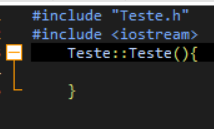 #include "Teste.h"
#include <iostream>
Teste::Teste(){
}